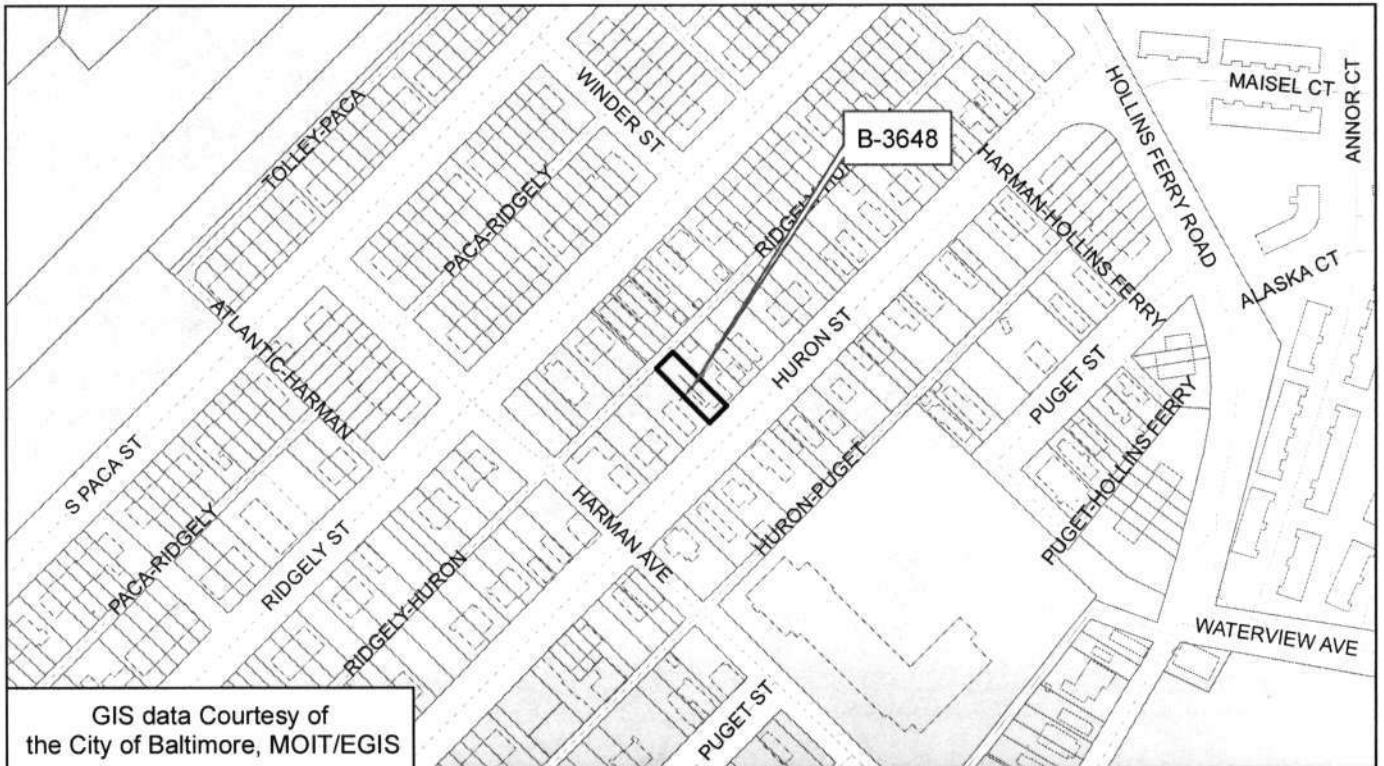 MAISEL CT
ANNOR CT
HOLLINS FERRY ROAD
WINDER ST
TOLLEY-PACA
B-3648
HARMAN-HOLLINS FERRY
PACA-RIDGELY
ALASKA CT
ATLANTIC-HARMAN
HURON ST
PUGET ST
PUGET-HOLLINS FERRY
S PACA ST
HURON-PUGET
HARMAN AVE
PACA-RIDGELY
RIDGELY ST
RIDGELY-HURON
WATERVIEW AVE
PUGET ST
GIS data Courtesy of
the City of Baltimore, MOIT/EGIS